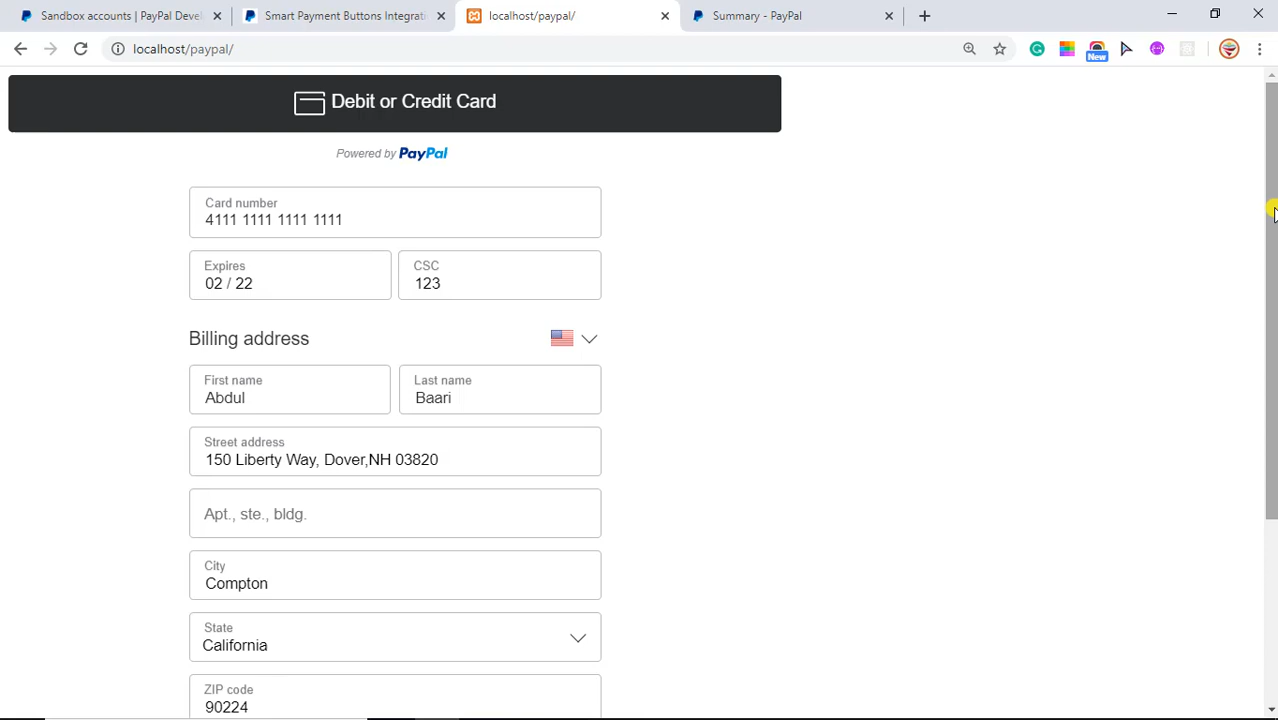 Sandbox accounts | PayPal Devel
Smart Payment Buttons Integrati
localhost/paypal/
Summary - PayPal
localhost/paypal/
New
Debit or Credit Card
Powered by PayPal
Card number
4111 1111 1111 1111
Expires
02 / 22
CSC
123
Billing address
First name
Abdul
Last name
Baari
Street address
150 Liberty Way, Dover,NH 03820
Apt., ste., bldg.
City
Compton
State
California
ZIP code
90224